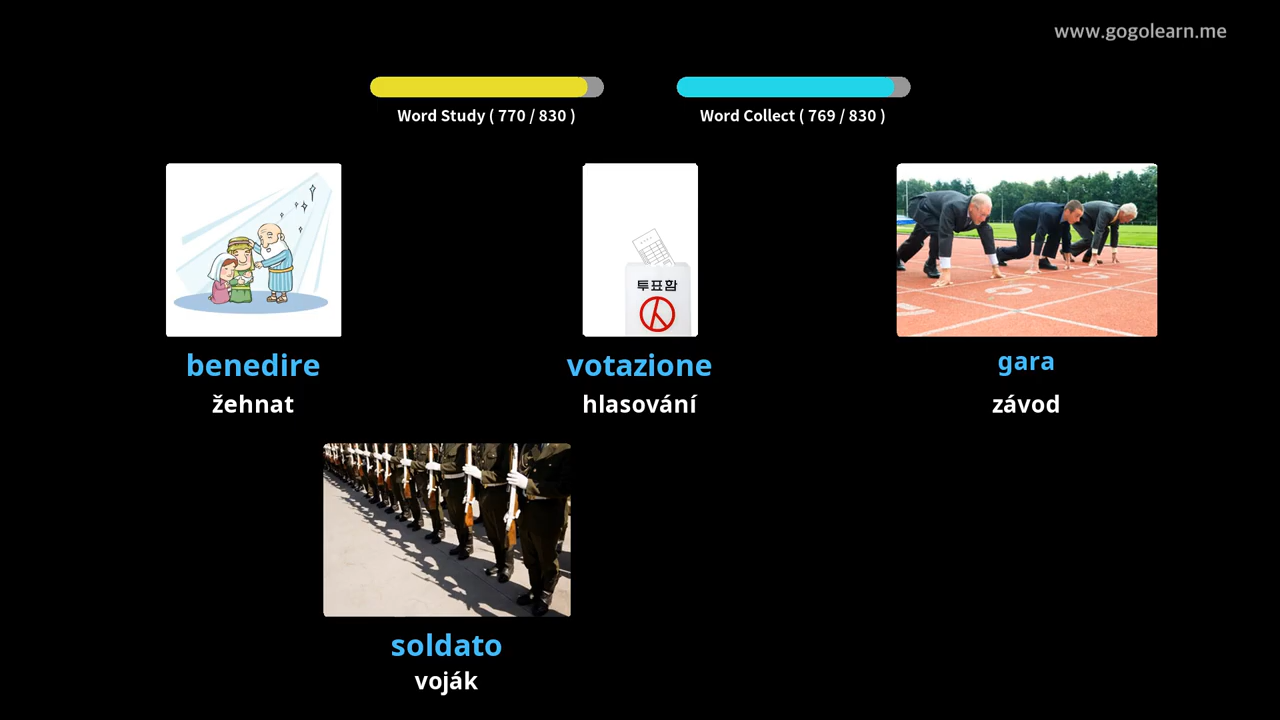 www.gogolearn.me
Word Study ( 770 / 830 )
Word Collect ( 769 / 830 )
투표함
benedire
votazione
gara
žehnat
hlasování
závod
soldato
voják